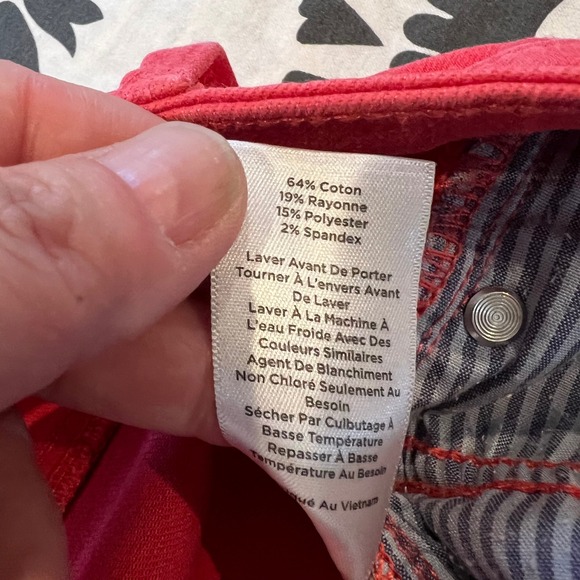 64% Coton
19% Rayonne
15% Polyester
2% Spandex
Laver Avant De Porter
Tourner À L'envers Avant
De Laver
Laver À La Machine À
L'eau Froide Avec Des
Couleurs Similaires
Agent De Blanchiment
Non Chloré Seulement Au
Besoin
Sécher Par Culbutage À
Basse Température
Repasser À Basse
Température Au Besoin
Au Vietnam